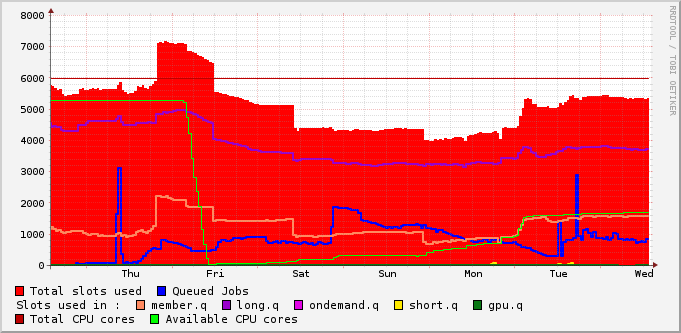 8000
7000
6000
5000
4000
3000
2000
1000
0
Thu Fri Sat Sun Mon Tue Wed
Total slots used Queued Jobs
Slots used in : member.q long.q ondemand.q short.q gpu.q
Total CPU cores Available CPU cores
RRDTOOL / TOBI OETIKER